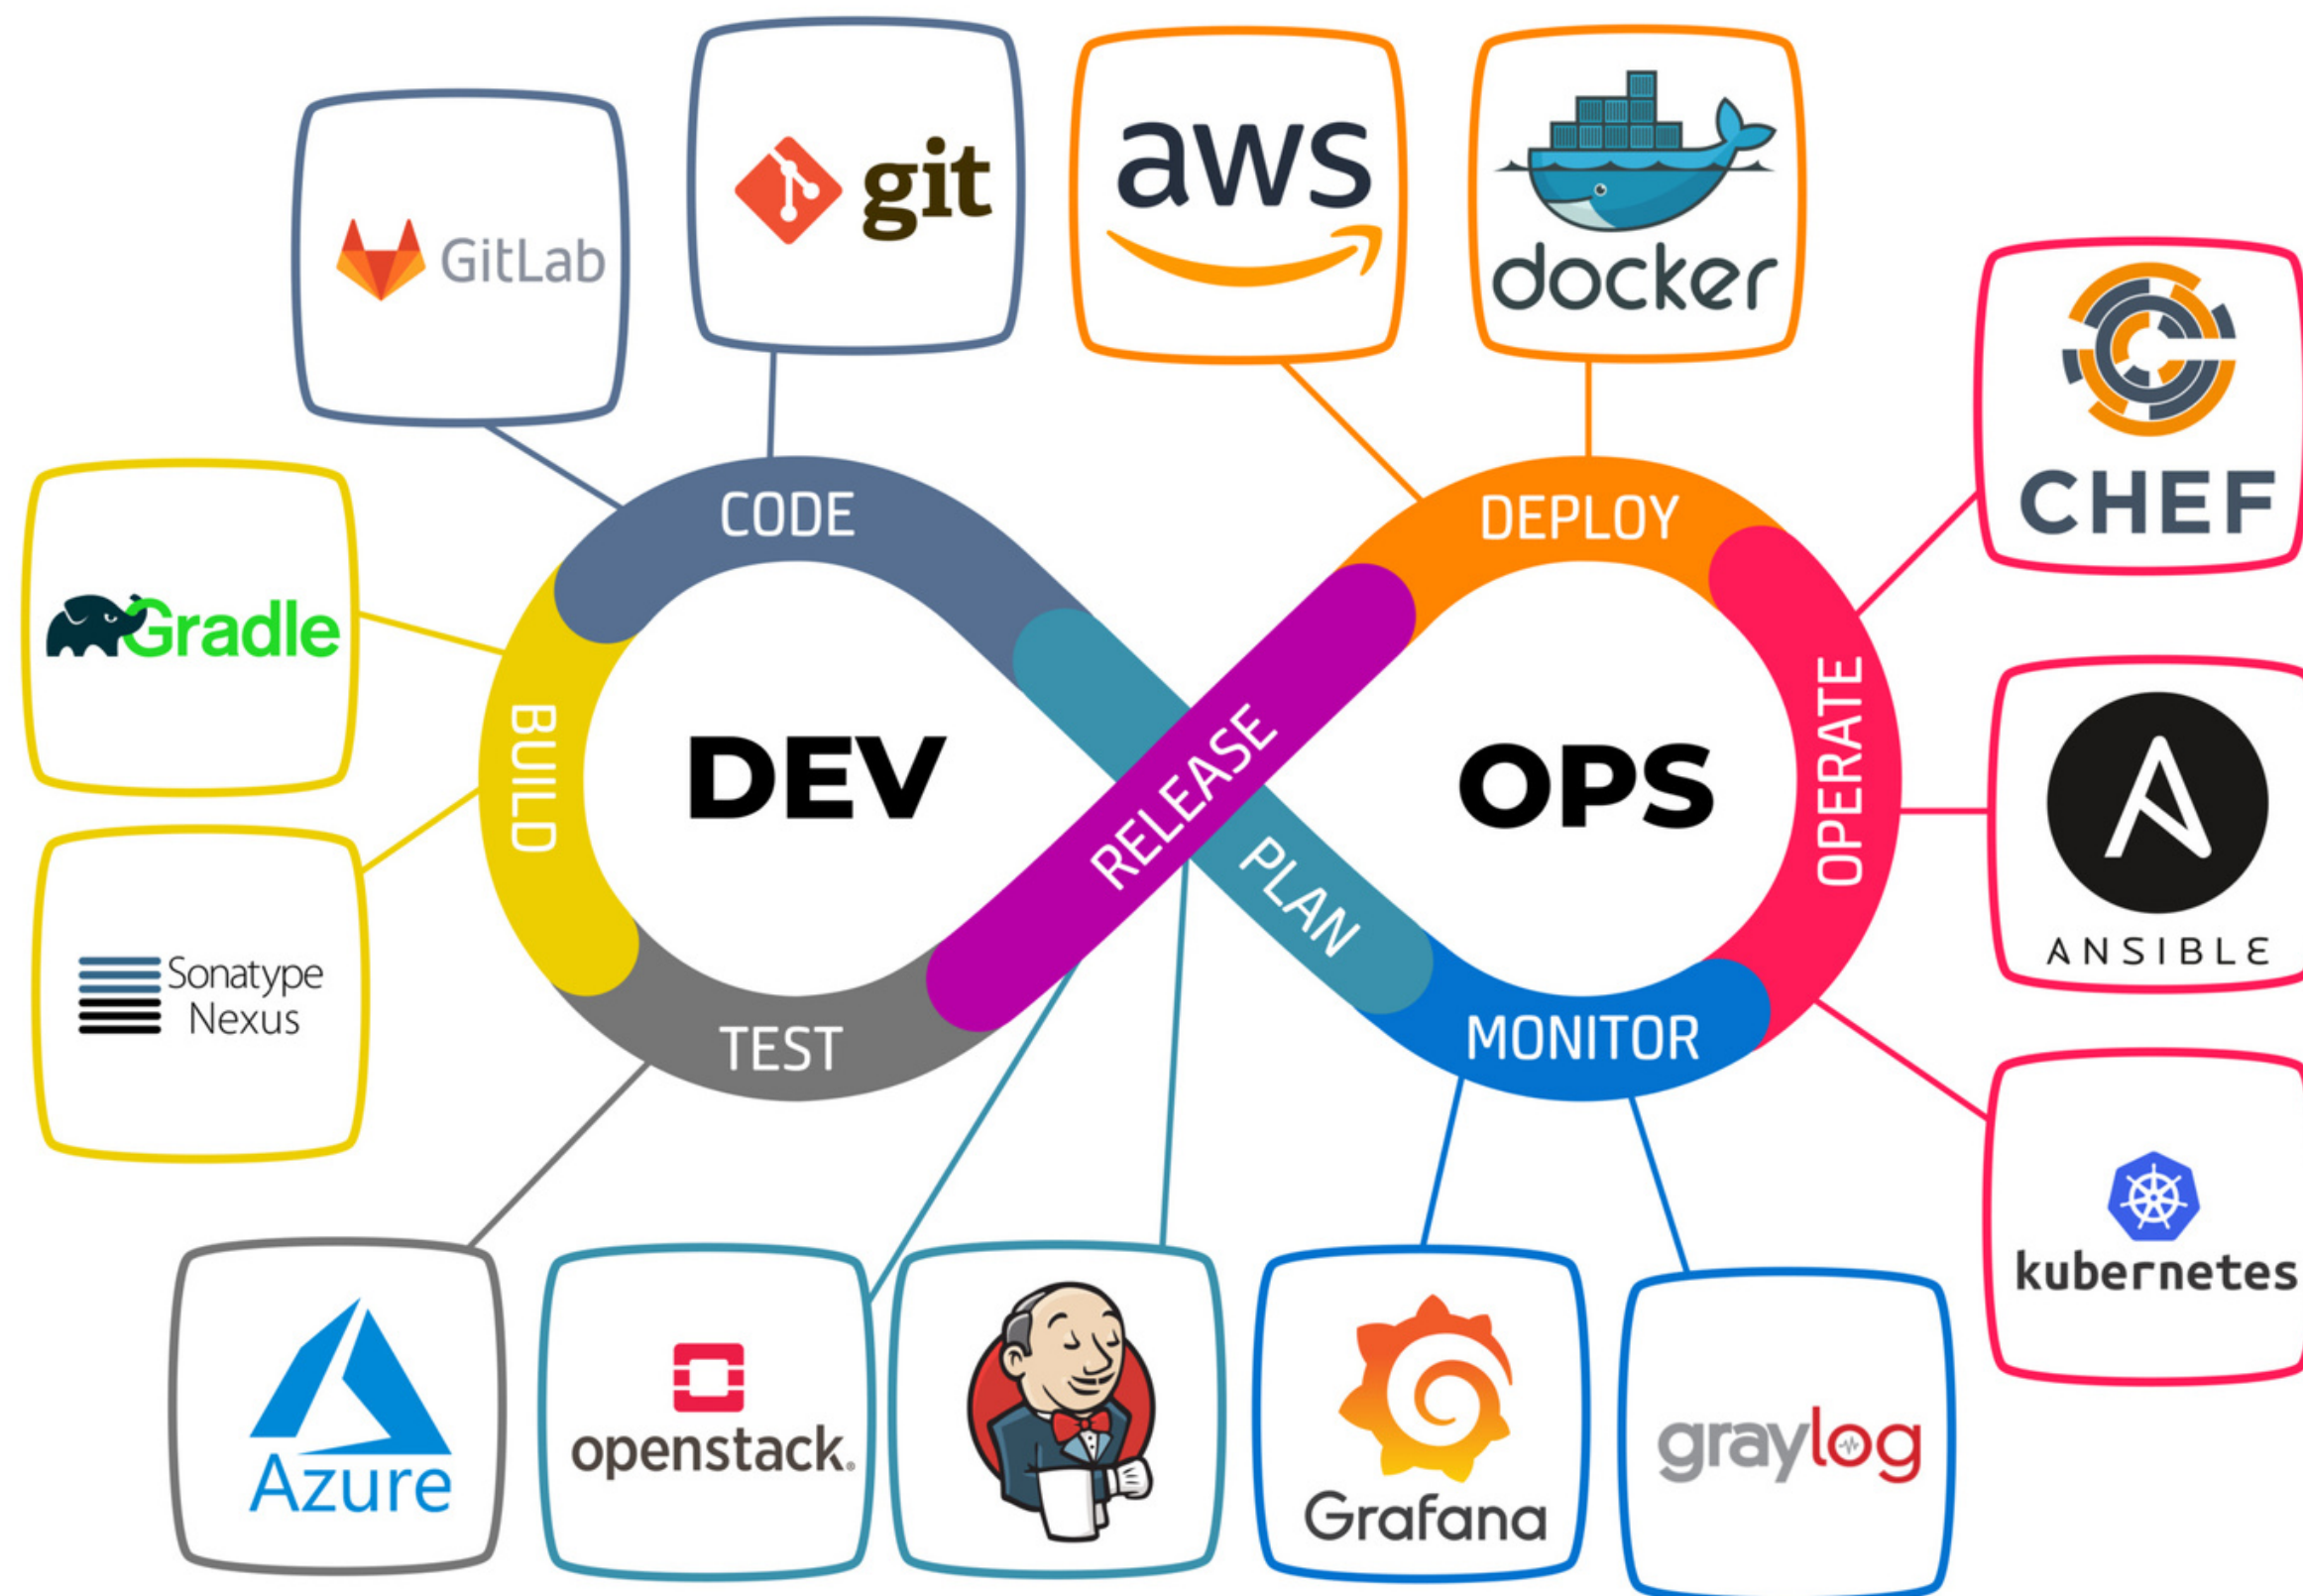 GitLab
git
aws
docker
CHEF
Gradle
CODE
DEPLOY
BUILD
DEV
RELEASE
OPS
OPERATE
PLAN
ANSIBLE
Sonatype
Nexus
TEST
MONITOR
kubernetes
Azure
openstack.
Grafana
graylog